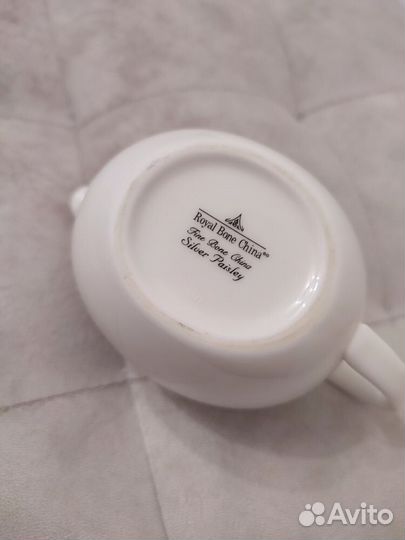 Royal Bone China®
Fine Bone China
Silver Paisley
Avito